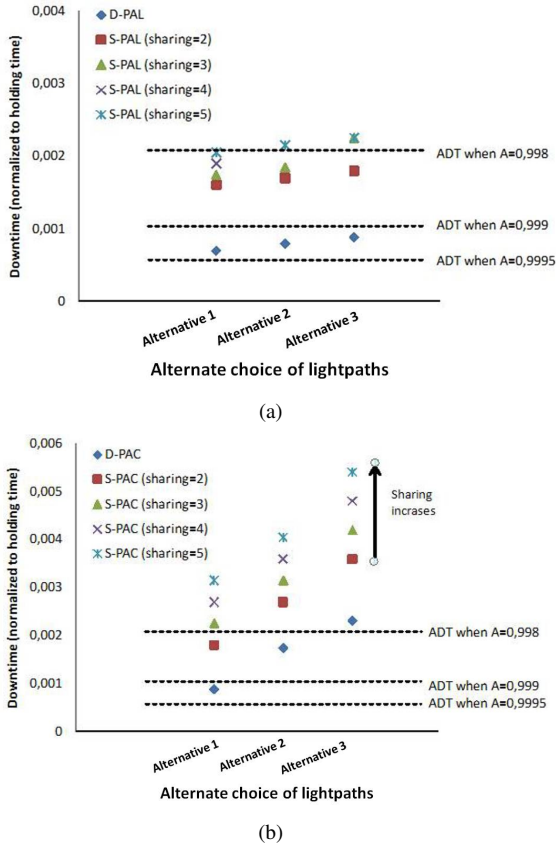 0,004
0,003
0,002
0,001
0
Downtime (normalized to holding time)
D-PAL
S-PAL (sharing=2)
S-PAL (sharing=3)
S-PAL (sharing=4)
S-PAL (sharing=5)
ADT when A=0,998
ADT when A=0,999
ADT when A=0,9995
Alternative 1
Alternative 2
Alternative 3
Alternate choice of lightpaths
(a)
0,006
0,005
0,004
0,003
0,002
0,001
0
Downtime (normalized to holding time)
D-PAC
S-PAC (sharing=2)
S-PAC (sharing=3)
S-PAC (sharing=4)
S-PAC (sharing=5)
Sharing
incrases
ADT when A=0,998
ADT when A=0,999
ADT when A=0,9995
Alternative 1
Alternative 2
Alternative 3
Alternate choice of lightpaths
(b)